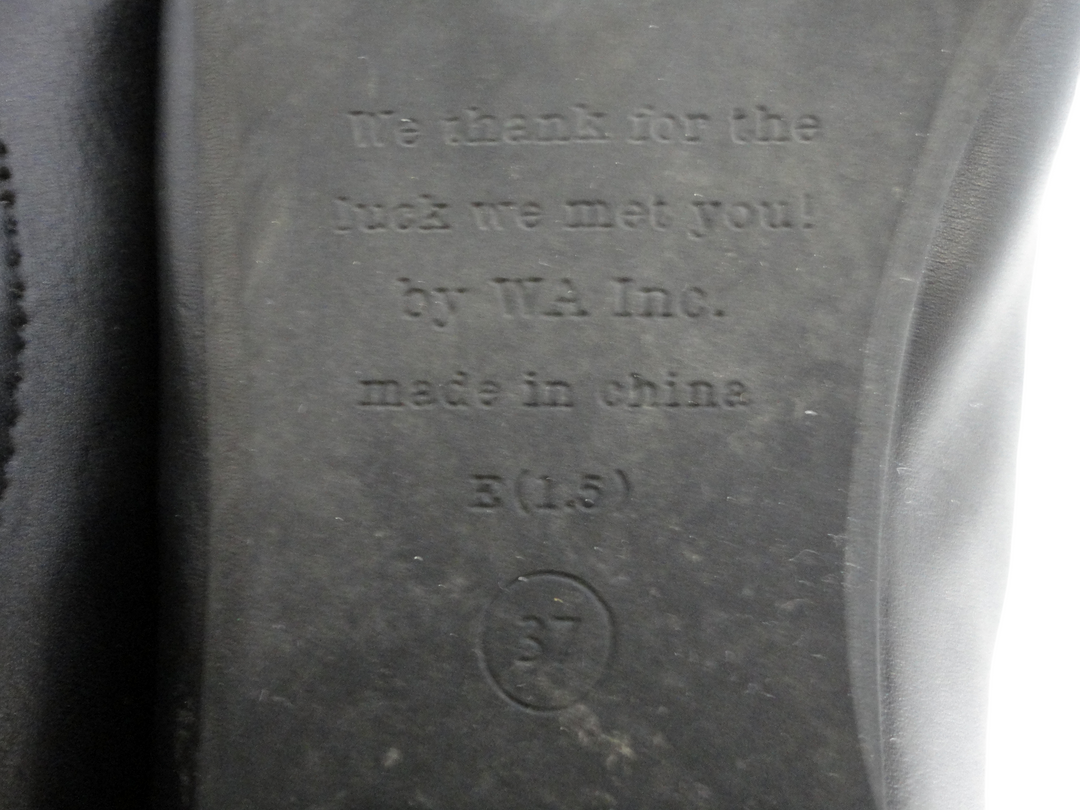 We thank for the
luck we met you!
by WA Inc.
made in china
E(1.5)
37